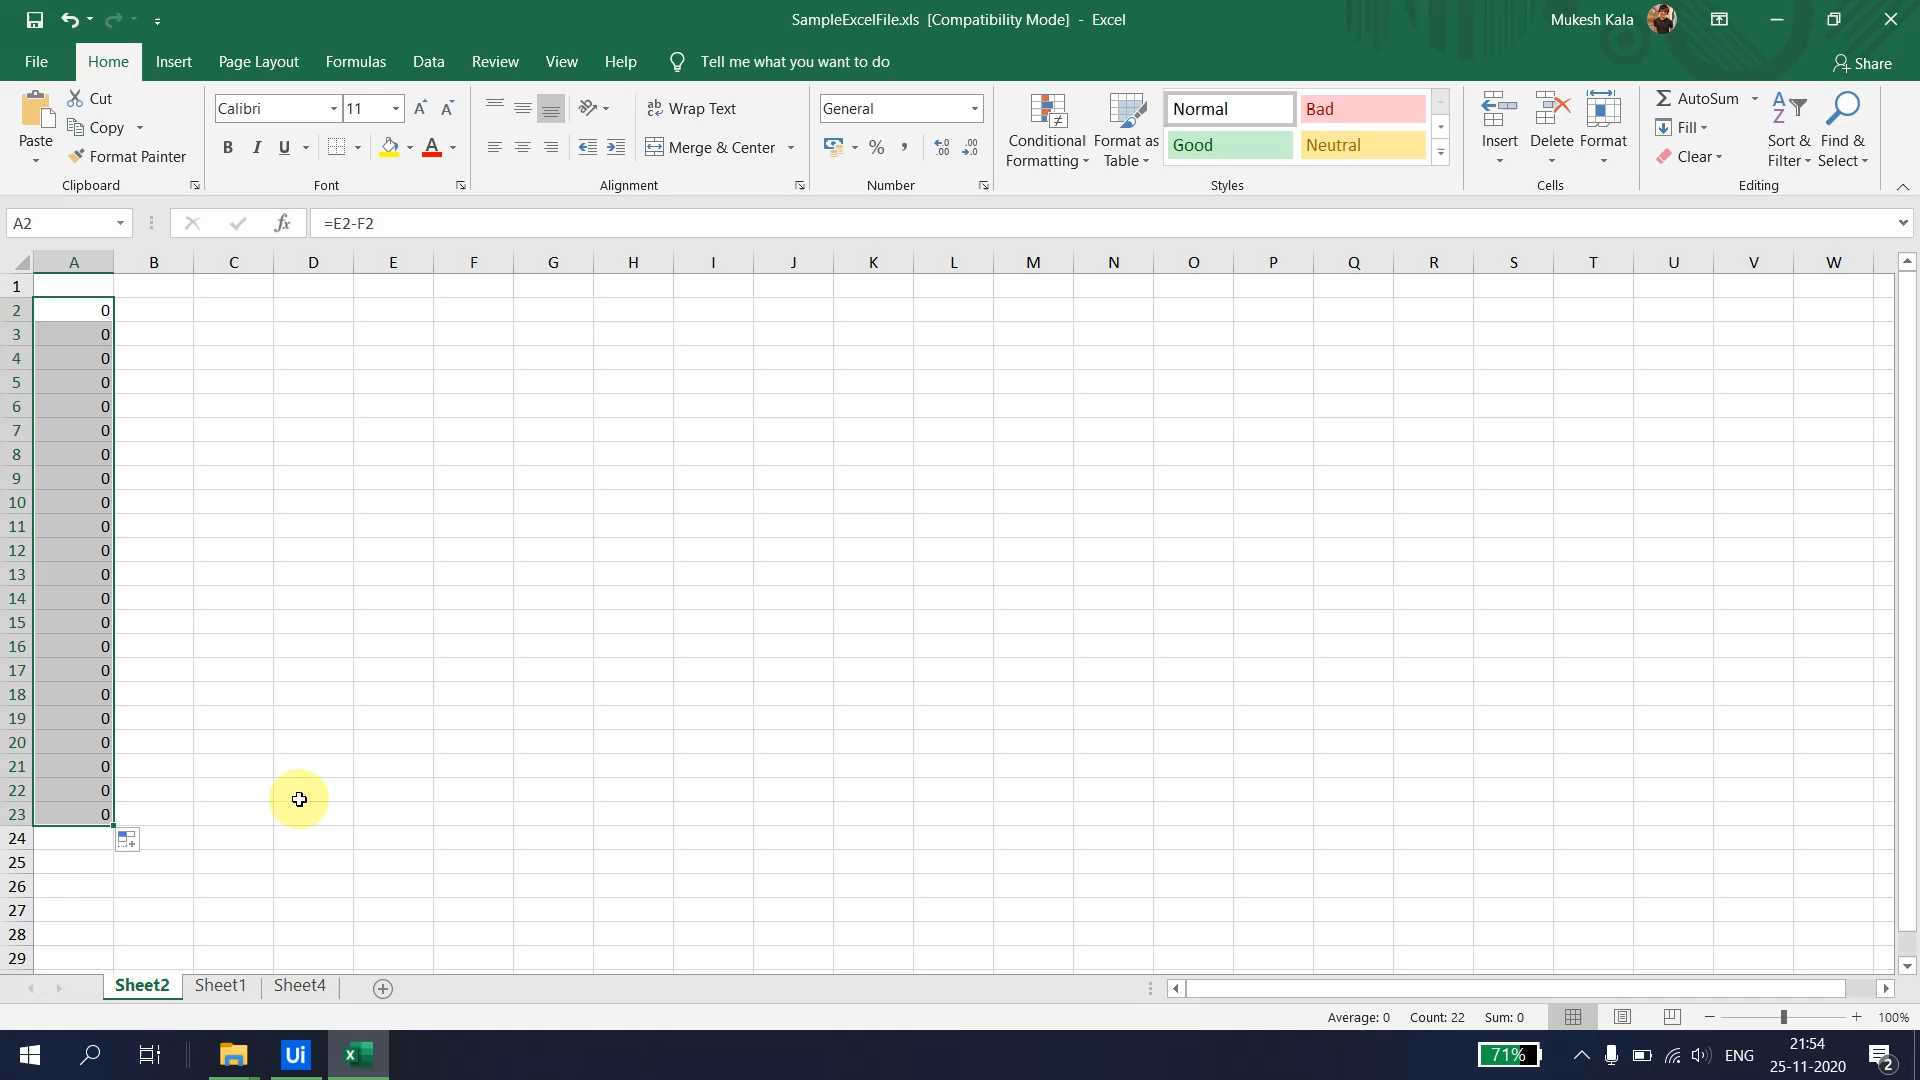 SampleExcelFile.xls [Compatibility Mode] - Excel
Mukesh Kala
File Home Insert Page Layout Formulas Data Review View Help Tell me what you want to do Share
Paste
Cut
Copy
Format Painter
Clipboard
Calibri 11
B I U A
Font
Wrap Text
Merge & Center
Alignment
General
% ,
Number
Conditional Formatting
Format as Table
Normal Bad
Good Neutral
Styles
Insert Delete Format
Cells
AutoSum
Fill
Clear
Sort & Filter
Find & Select
Editing
A2 fx =E2-F2
A B C D E F G H I J K L M N O P Q R S T U V W
1
2 0
3 0
4 0
5 0
6 0
7 0
8 0
9 0
10 0
11 0
12 0
13 0
14 0
15 0
16 0
17 0
18 0
19 0
20 0
21 0
22 0
23 0
24
25
26
27
28
29
Sheet2 Sheet1 Sheet4
Average: 0 Count: 22 Sum: 0 100%
Ui 71% ENG 21:54
25-11-2020
2